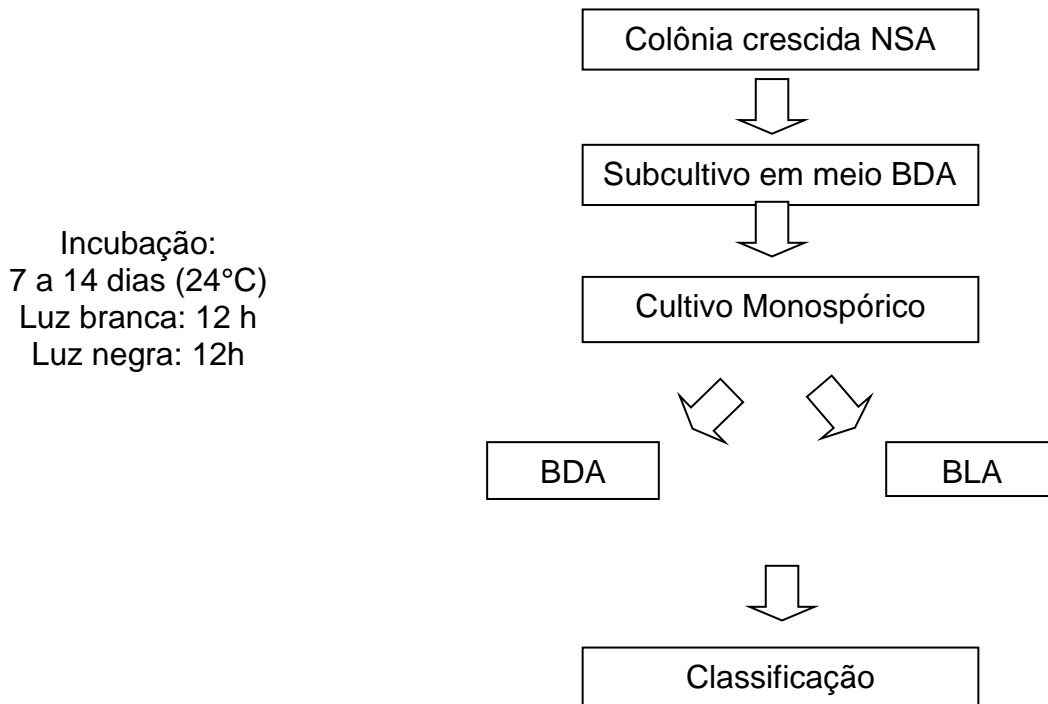 Colônia crescida NSA
Subcultivo em meio BDA
Incubação:
7 a 14 dias (24°C)
Luz branca: 12 h
Luz negra: 12h
Cultivo Monospórico
BDA
BLA
Classificação